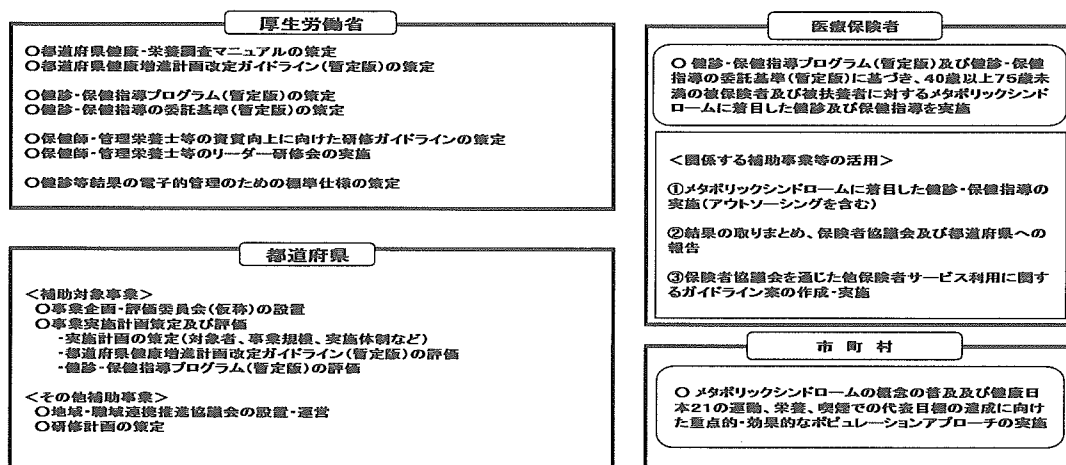 厚生労働省
○都道府県健康・栄養調査マニュアルの策定
○都道府県健康増進計画改定ガイドライン(暫定版)の策定
○健診・保健指導プログラム(暫定版)の策定
○健診・保健指導の委託基準(暫定版)の策定
○保健師・管理栄養士等の資質向上に向けた研修ガイドラインの策定
○保健師・管理栄養士等のリーダー研修会の実施
○健診等結果の電子的管理のための標準仕様の策定
都道府県
<補助対象事業>
○事業企画・評価委員会(仮称)の設置
○事業実施計画策定及び評価
・実施計画の策定(対象者、事業規模、実施体制など)
・都道府県健康増進計画改定ガイドライン(暫定版)の評価
・健診・保健指導プログラム(暫定版)の評価
<その他補助事業>
○地域・職域連携推進協議会の設置・運営
○研修計画の策定
医療保険者
○ 健診・保健指導プログラム(暫定版)及び健診・保健
指導の委託基準(暫定版)に基づき、40歳以上75歳未
満の被保険者及び被扶養者に対するメタボリックシンド
ロームに着目した健診及び保健指導を実施
<関係する補助事業等の活用>
①メタボリックシンドロームに着目した健診・保健指導の
実施(アウトソーシングを含む)
②結果の取りまとめ、保険者協議会及び都道府県への
報告
③保険者協議会を通じた他保険者サービス利用に関す
るガイドライン案の作成・実施
市町村
○ メタボリックシンドロームの概念の普及及び健康日
本21の運動、栄養、喫煙での代表目標の達成に向け
た重点的・効果的なポピュレーションアプローチの実施